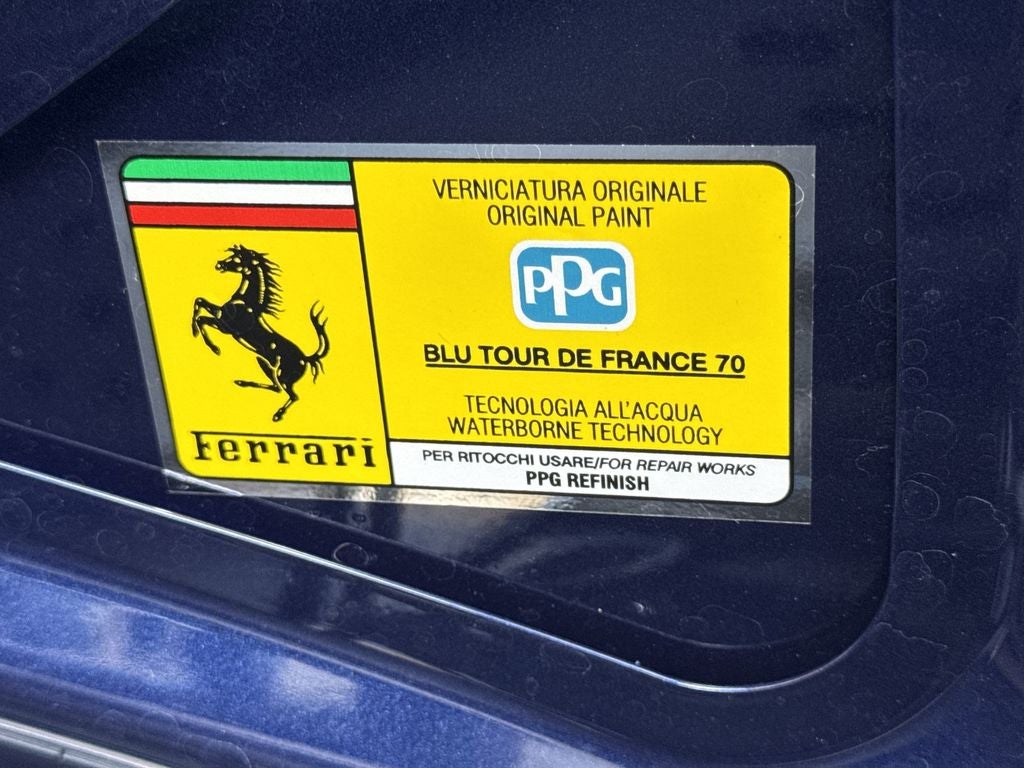 VERNICIATURA ORIGINALE
ORIGINAL PAINT
PPG
BLU TOUR DE FRANCE 70
TECNOLOGIA ALL'ACQUA
WATERBORNE TECHNOLOGY
PER RITOCCHI USARE/FOR REPAIR WORKS
PPG REFINISH
Ferrari